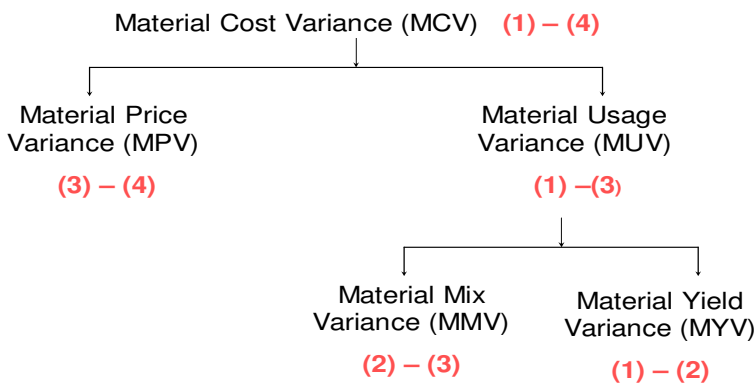 Material Cost Variance (MCV) (1) – (4)
Material Price
Variance (MPV)
(3) – (4)
Material Usage
Variance (MUV)
(1) –(3)
Material Mix
Variance (MMV)
(2) – (3)
Material Yield
Variance (MYV)
(1) – (2)